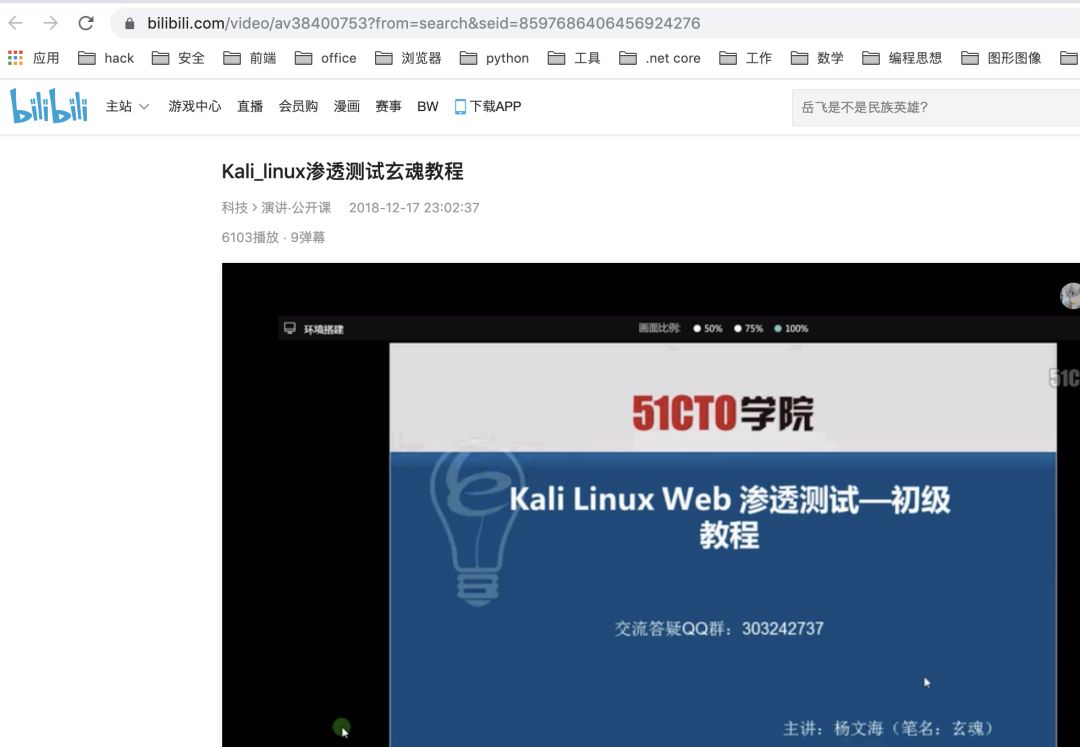 bilibili.com/video/av38400753?from=search&seid=8597686406456924276
应用 hack 安全 前端 office 浏览器 python 工具 .net core 工作 数学 编程思想 图形图像
bilibili 主站 游戏中心 直播 会员购 漫画 赛事 BW 下载APP 岳飞是不是民族英雄?
Kali_linux渗透测试玄魂教程
科技 > 演讲·公开课 2018-12-17 23:02:37
6103播放 · 9弹幕
环境搭建 画面比例: 50% 75% 100%
51C
51CTO学院
Kali Linux Web 渗透测试—初级
教程
交流答疑QQ群：303242737
主讲：杨文海（笔名：玄魂）